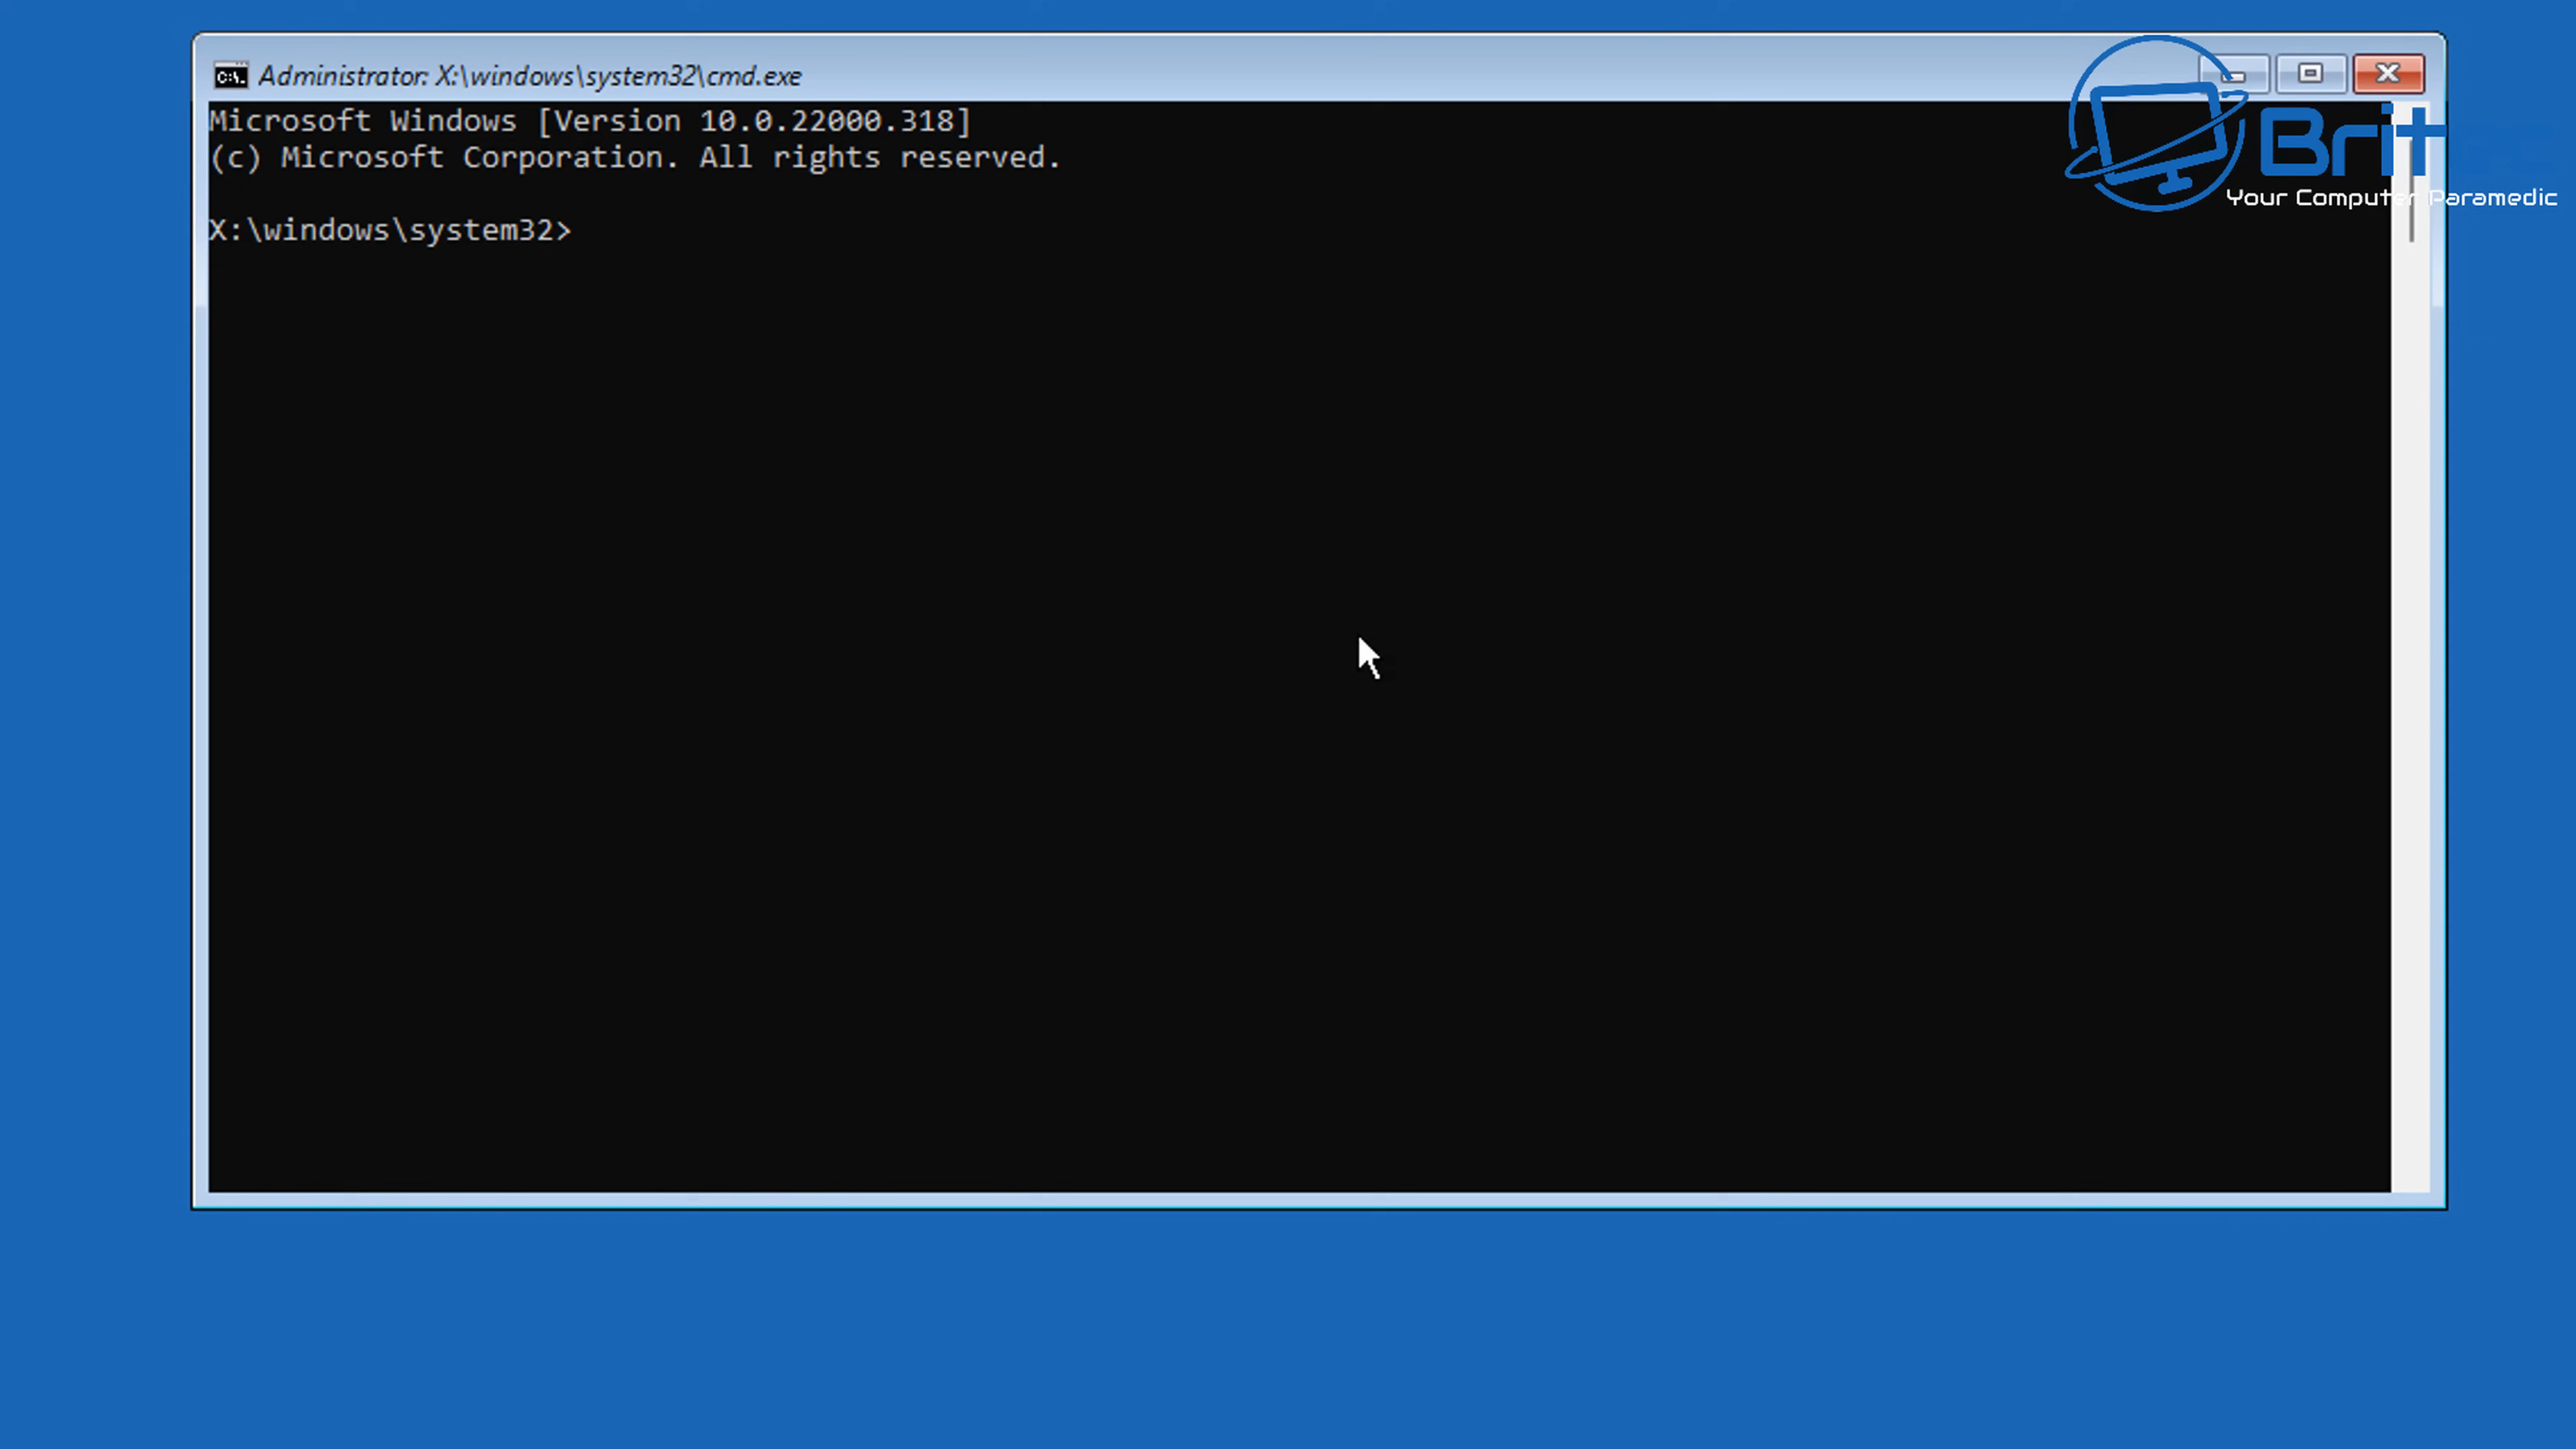 Administrator: X:\windows\system32\cmd.exe
Microsoft Windows [Version 10.0.22000.318]
(c) Microsoft Corporation. All rights reserved.
X:\windows\system32>
Brit
Your Computer Paramedic